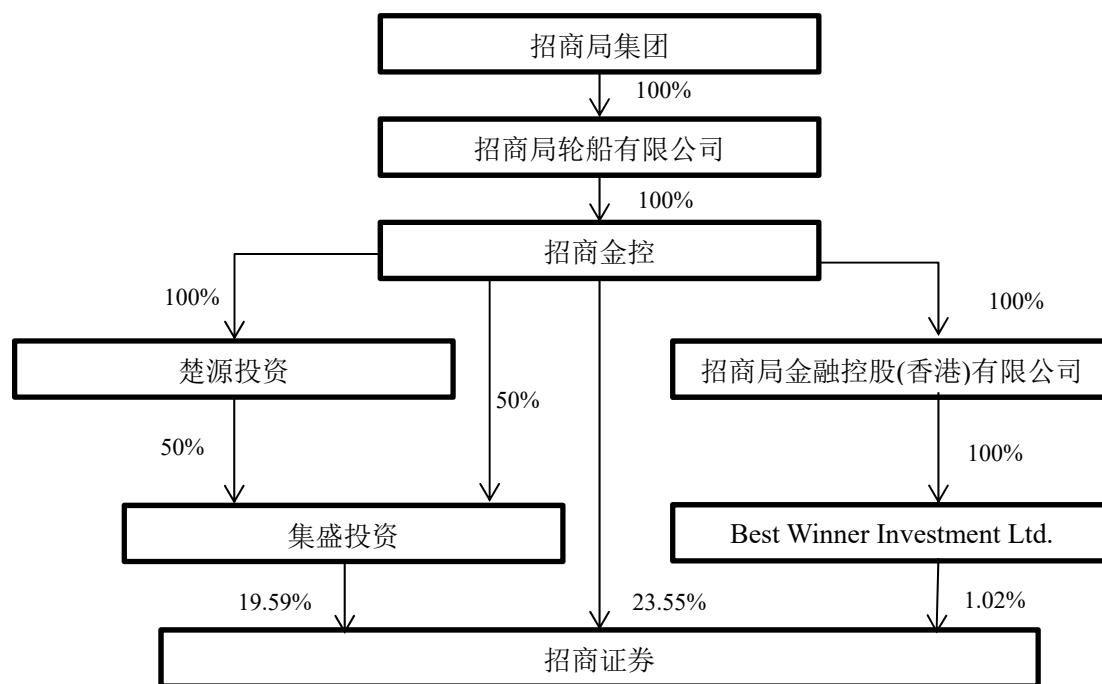 招商局集团
100%
招商局轮船有限公司
100%
招商金控
100%
100%
楚源投资
招商局金融控股(香港)有限公司
50%
50%
100%
集盛投资
Best Winner Investment Ltd.
19.59%
23.55%
1.02%
招商证券